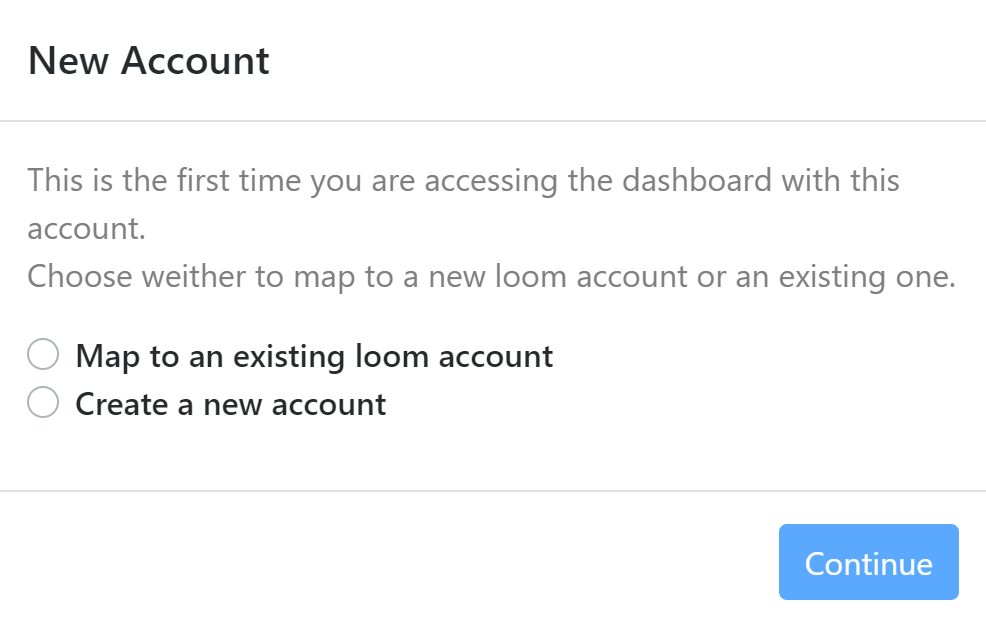 New Account
This is the first time you are accessing the dashboard with this
account.
Choose weither to map to a new loom account or an existing one.
Map to an existing loom account
Create a new account
Continue